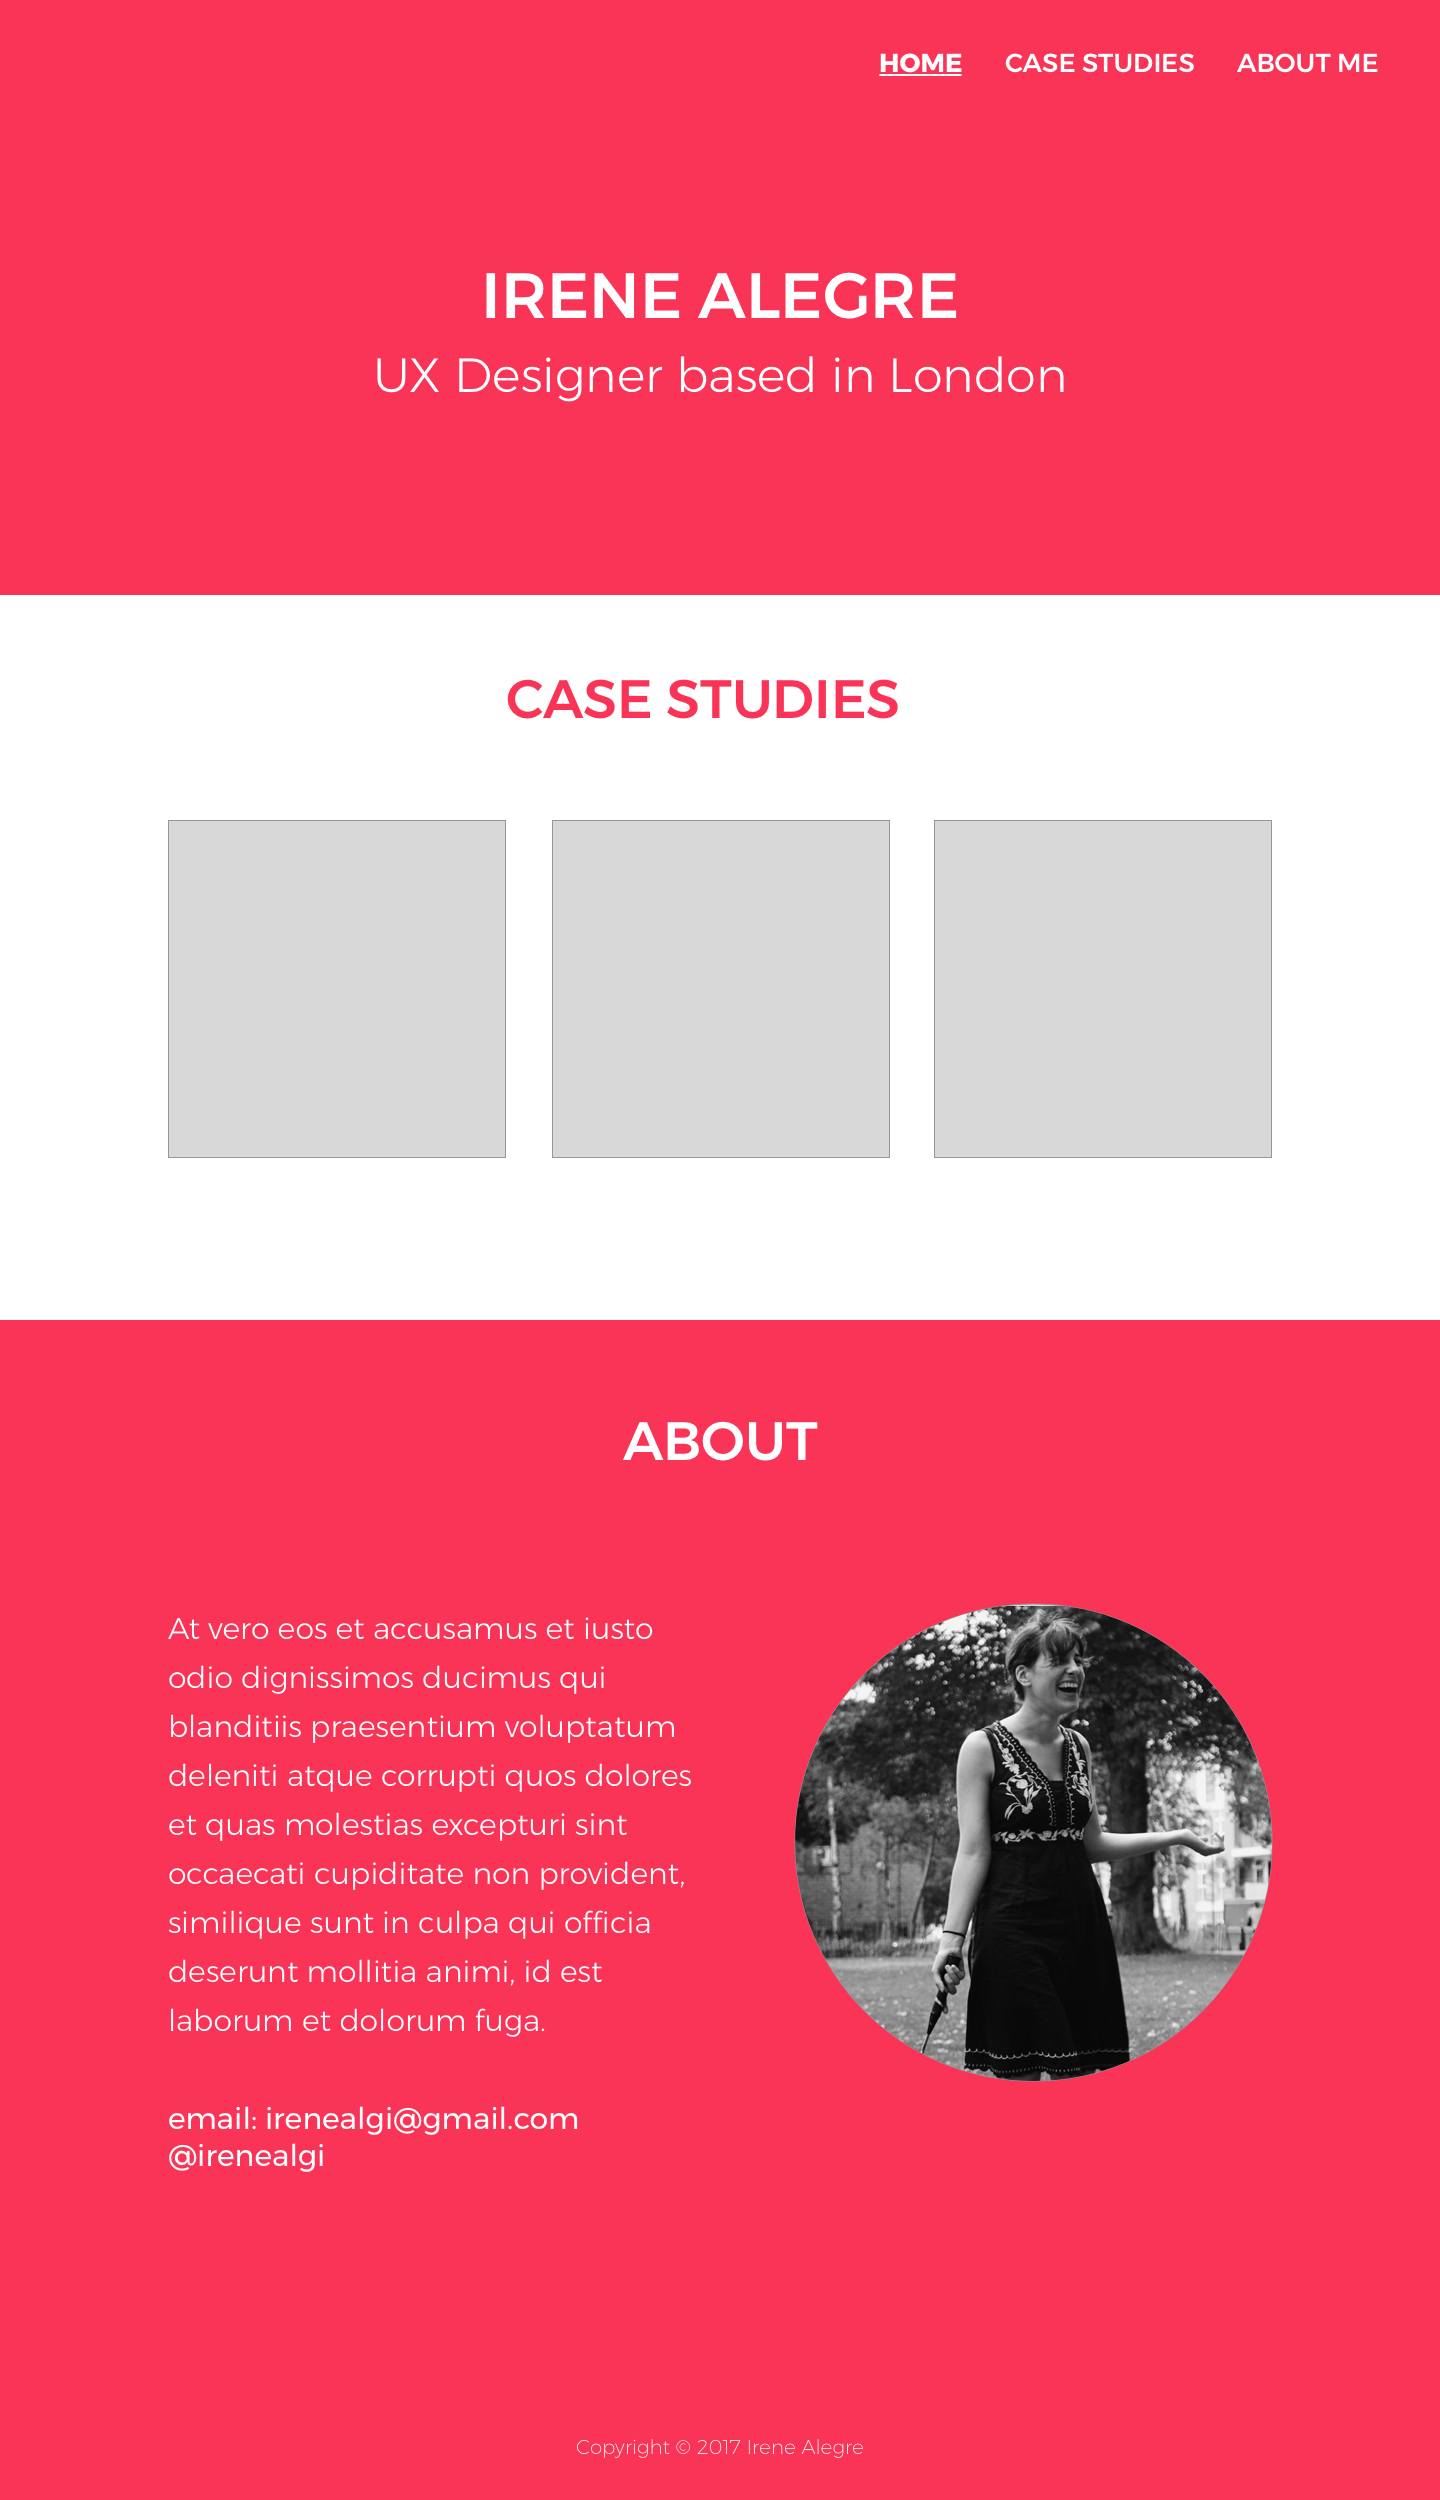 HOME CASE STUDIES ABOUT ME
IRENE ALEGRE
UX Designer based in London
CASE STUDIES
ABOUT
At vero eos et accusamus et iusto
odio dignissimos ducimus qui
blanditiis praesentium voluptatum
deleniti atque corrupti quos dolores
et quas molestias excepturi sint
occaecati cupiditate non provident,
similique sunt in culpa qui officia
deserunt mollitia animi, id est
laborum et dolorum fuga.
email: irenealgi@gmail.com
@irenealgi
Copyright © 2017 Irene Alegre